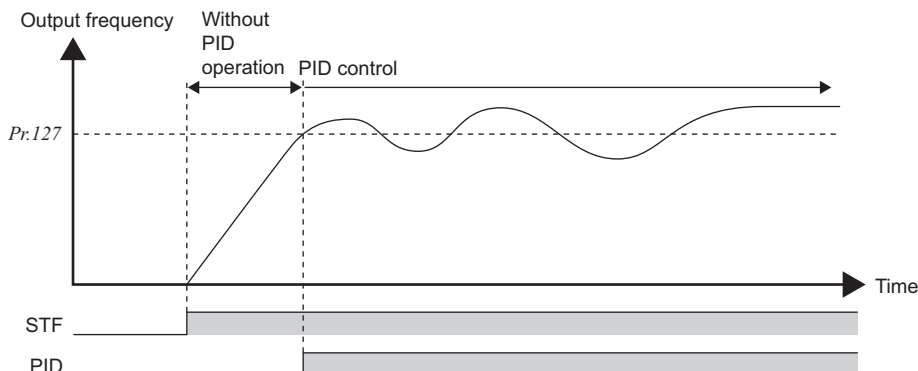 Output frequency
Without
PID
operation
PID control
Pr.127
Time
STF
PID